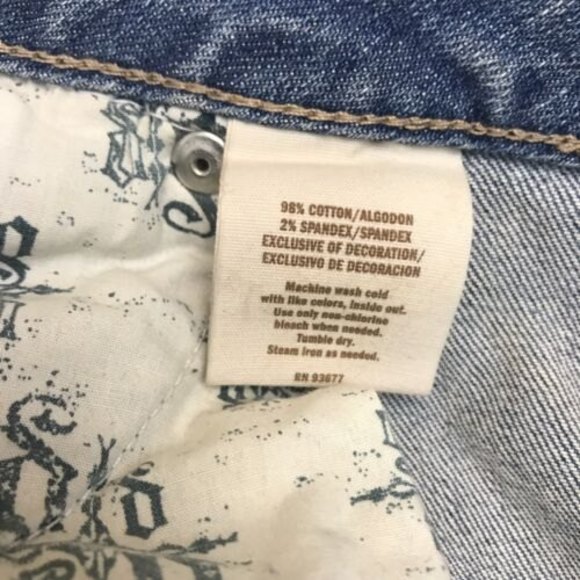 98% COTTON/ALGODON
2% SPANDEX/SPANDEX
EXCLUSIVE OF DECORATION/
EXCLUSIVO DE DECORACION
Machine wash cold
with like colors, inside out.
Use only non-chlorine
bleach when needed.
Tumble dry.
Steam iron as needed.
RN 93677